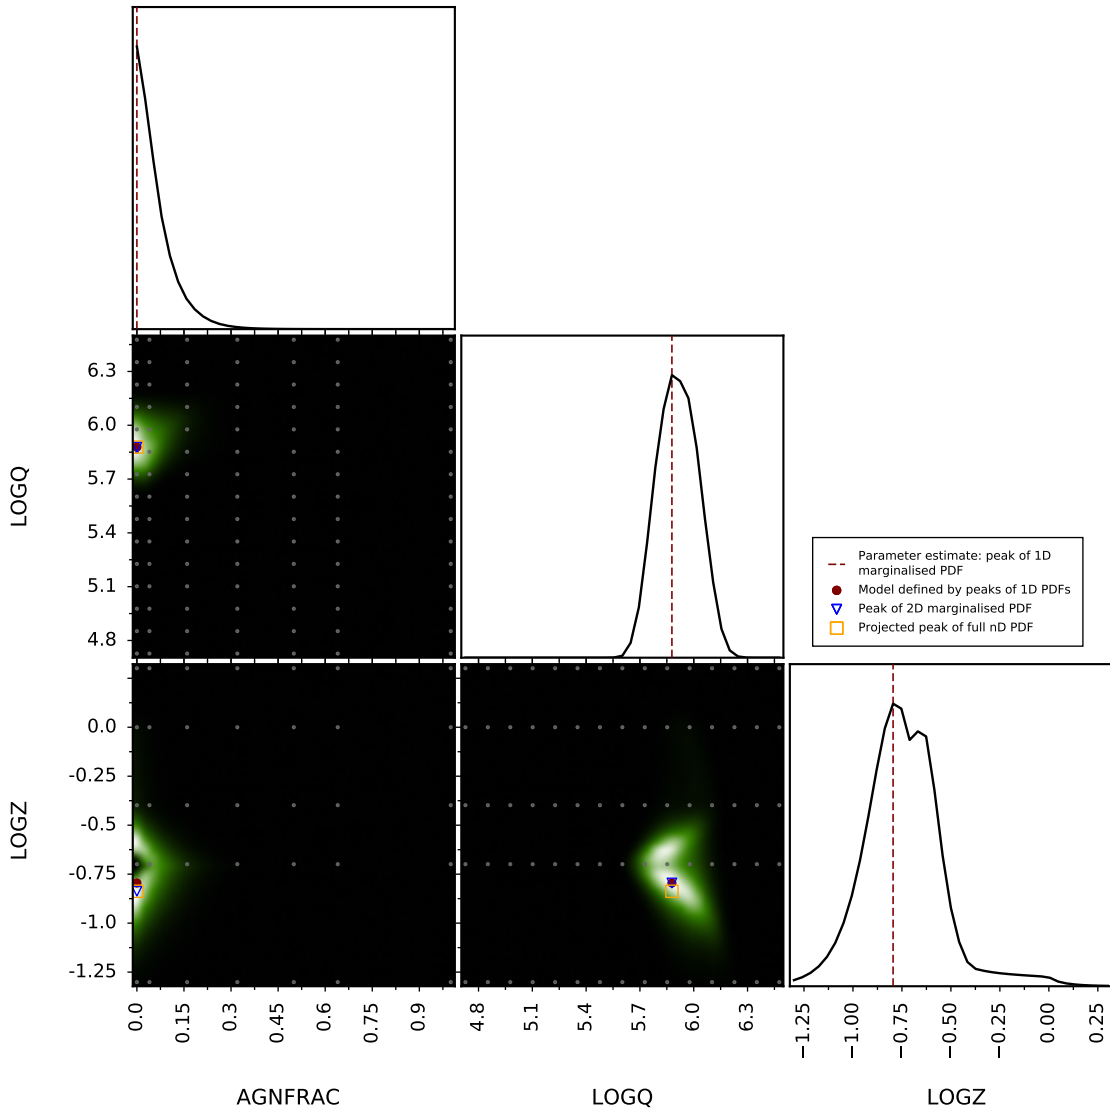 6.3
6.0
5.7
5.4
5.1
4.8
LOGQ
Parameter estimate: peak of 1D
marginalised PDF
Model defined by peaks of 1D PDFs
Peak of 2D marginalised PDF
Projected peak of full nD PDF
0.0
-0.25
-0.5
-0.75
-1.0
-1.25
LOGZ
0.0 0.15 0.3 0.45 0.6 0.75 0.9
4.8 5.1 5.4 5.7 6.0 6.3
−1.25 −1.00 −0.75 −0.50 −0.25 0.00 0.25
AGNFRAC
LOGQ
LOGZ